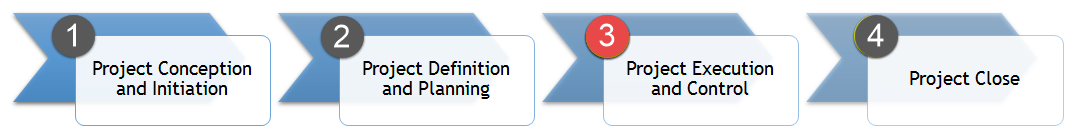 1
Project Conception
and Initiation
2
Project Definition
and Planning
3
Project Execution
and Control
4
Project Close